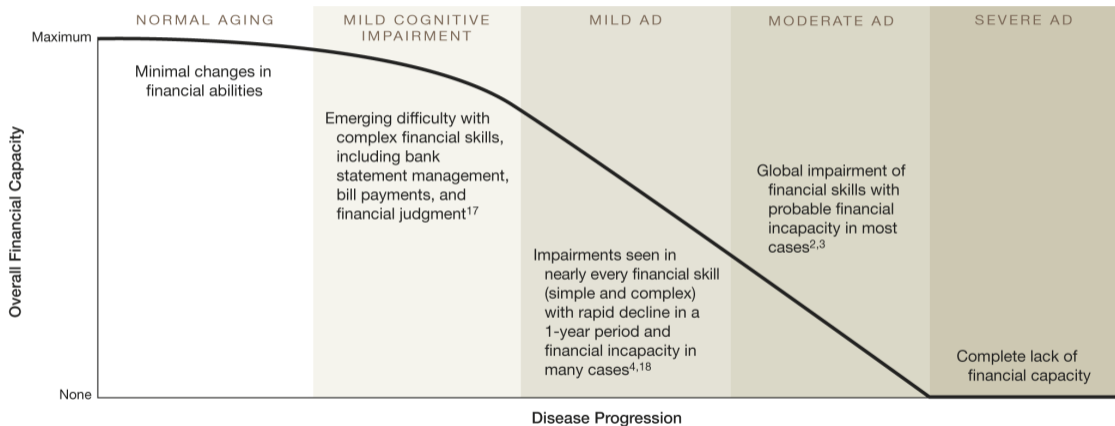 NORMAL AGING
MILD COGNITIVE
IMPAIRMENT
MILD AD
MODERATE AD
SEVERE AD
Maximum
Minimal changes in
financial abilities
Emerging difficulty with
complex financial skills,
including bank
statement management,
bill payments, and
financial judgment17
Impairments seen in
nearly every financial skill
(simple and complex)
with rapid decline in a
1-year period and
financial incapacity in
many cases4,18
Global impairment of
financial skills with
probable financial
incapacity in most
cases2,3
Complete lack of
financial capacity
Overall Financial Capacity
None
Disease Progression